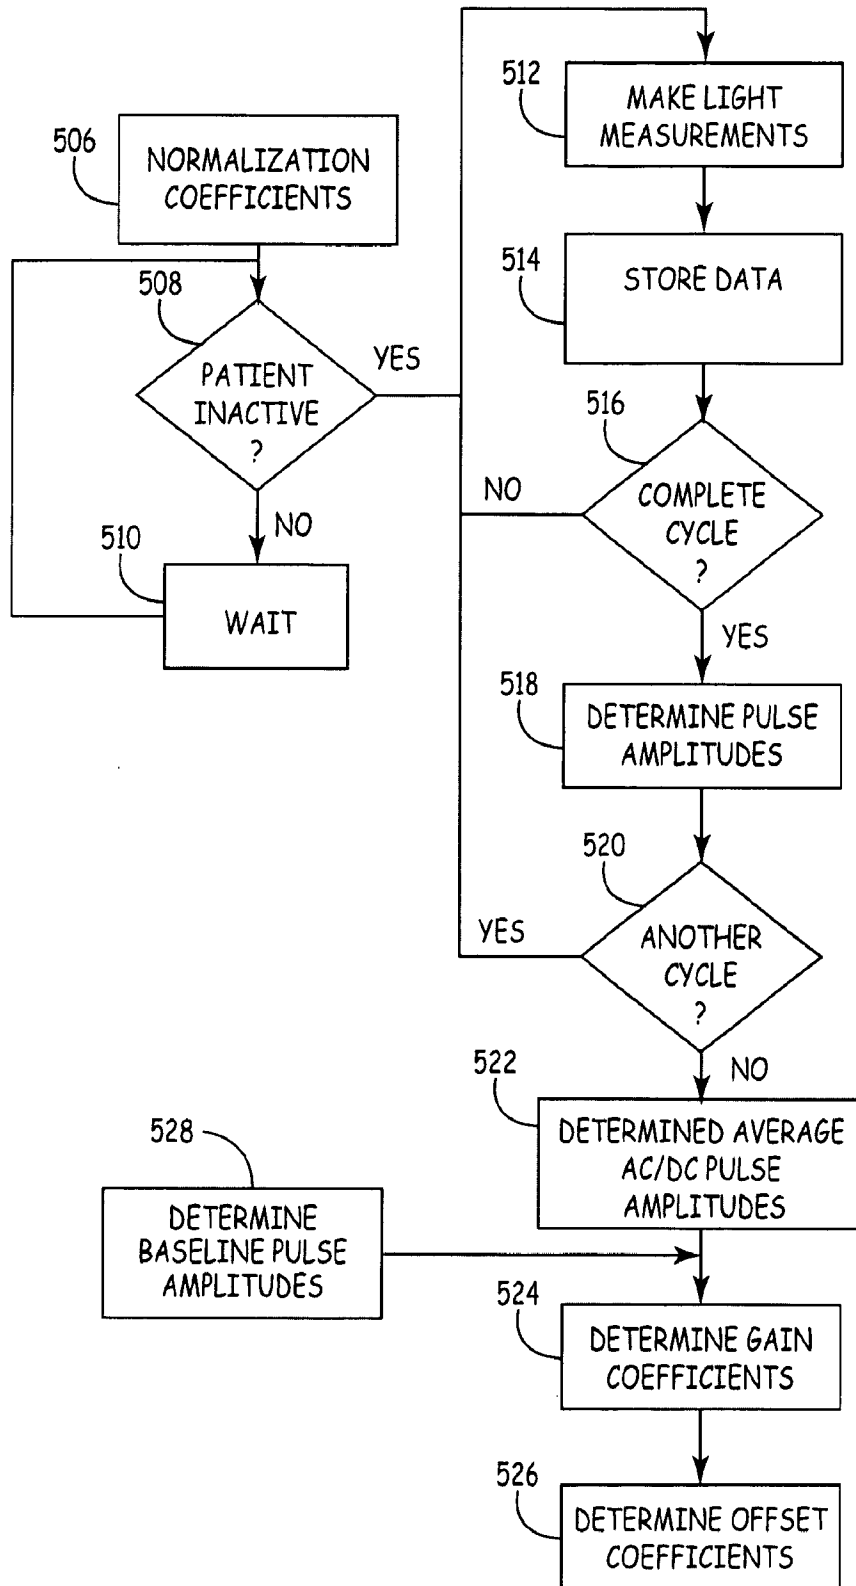 506
NORMALIZATION
COEFFICIENTS
508
PATIENT
INACTIVE
?
YES
NO
510
WAIT
512
MAKE LIGHT
MEASUREMENTS
514
STORE DATA
516
COMPLETE
CYCLE
?
NO
YES
518
DETERMINE PULSE
AMPLITUDES
520
ANOTHER
CYCLE
?
YES
NO
522
DETERMINED AVERAGE
AC/DC PULSE
AMPLITUDES
528
DETERMINE
BASELINE PULSE
AMPLITUDES
524
DETERMINE GAIN
COEFFICIENTS
526
DETERMINE OFFSET
COEFFICIENTS